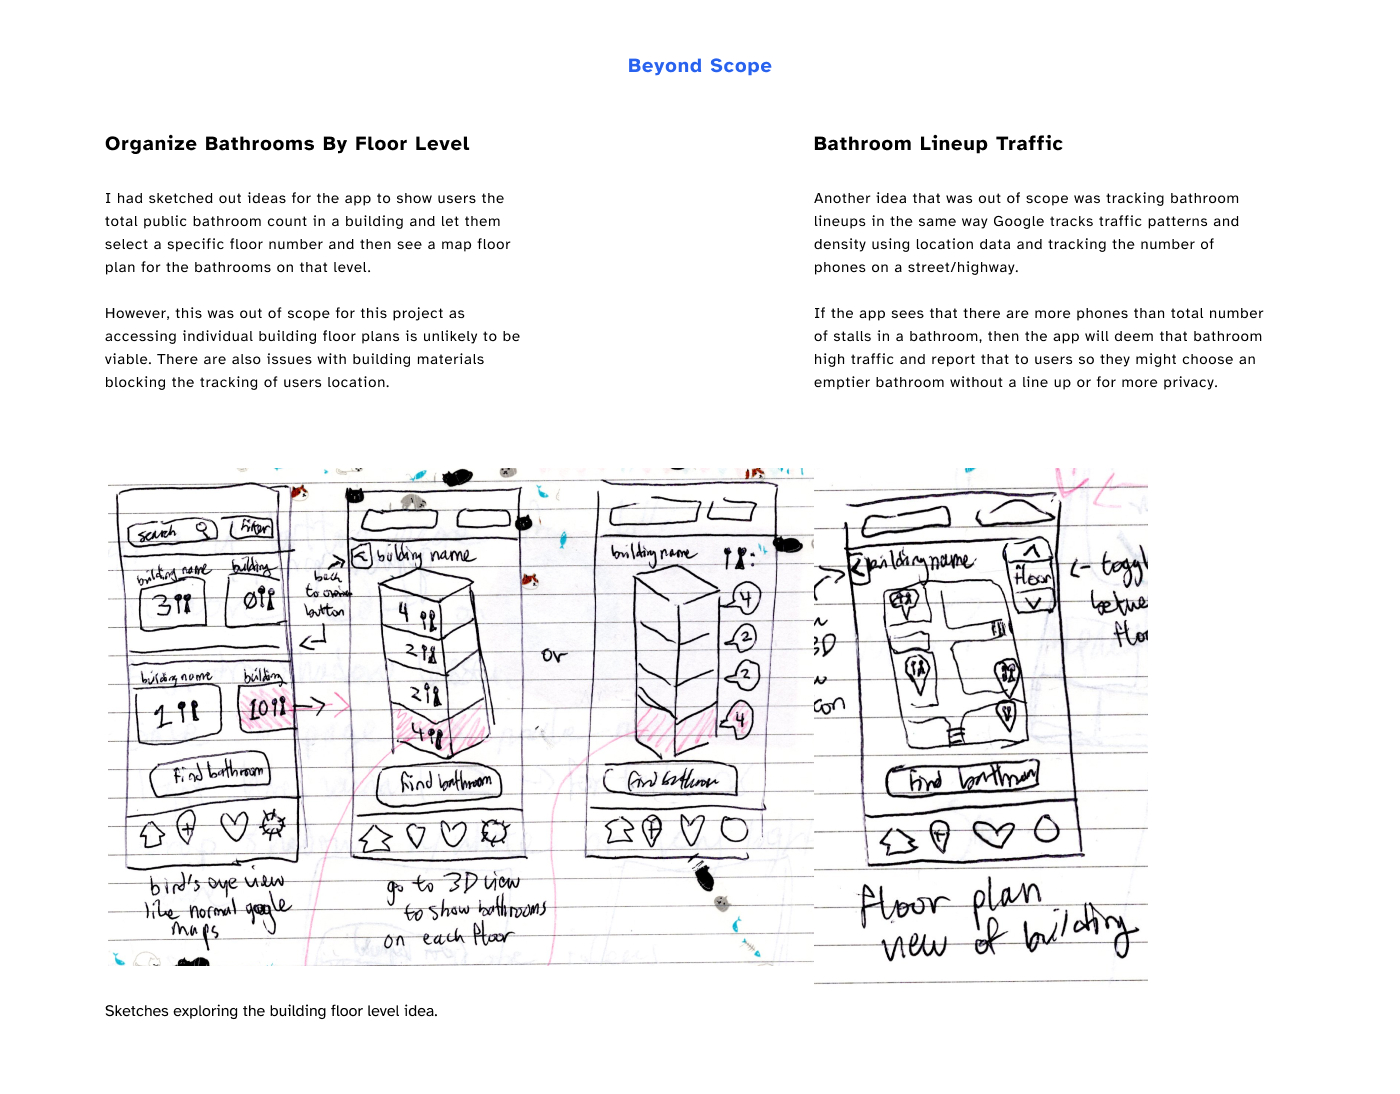 Beyond Scope
Organize Bathrooms By Floor Level
I had sketched out ideas for the app to show users the
total public bathroom count in a building and let them
select a specific floor number and then see a map floor
plan for the bathrooms on that level.
However, this was out of scope for this project as
accessing individual building floor plans is unlikely to be
viable. There are also issues with building materials
blocking the tracking of users location.
Bathroom Lineup Traffic
Another idea that was out of scope was tracking bathroom
lineups in the same way Google tracks traffic patterns and
density using location data and tracking the number of
phones on a street/highway.
If the app sees that there are more phones than total number
of stalls in a bathroom, then the app will deem that bathroom
high traffic and report that to users so they might choose an
emptier bathroom without a line up or for more privacy.
search
Filter
building name
building
3
0
building name
building
1
10
Find bathroom
bird's eye view
like normal google
maps
back
to
button
building name
4
2
2
4
Find bathroom
go to 3D view
to show bathrooms
on each floor
or
building name
:
4
2
2
4
Find bathroom
3D
building name
Floor
Find bathroom
floor plan
view of building
Sketches exploring the building floor level idea.